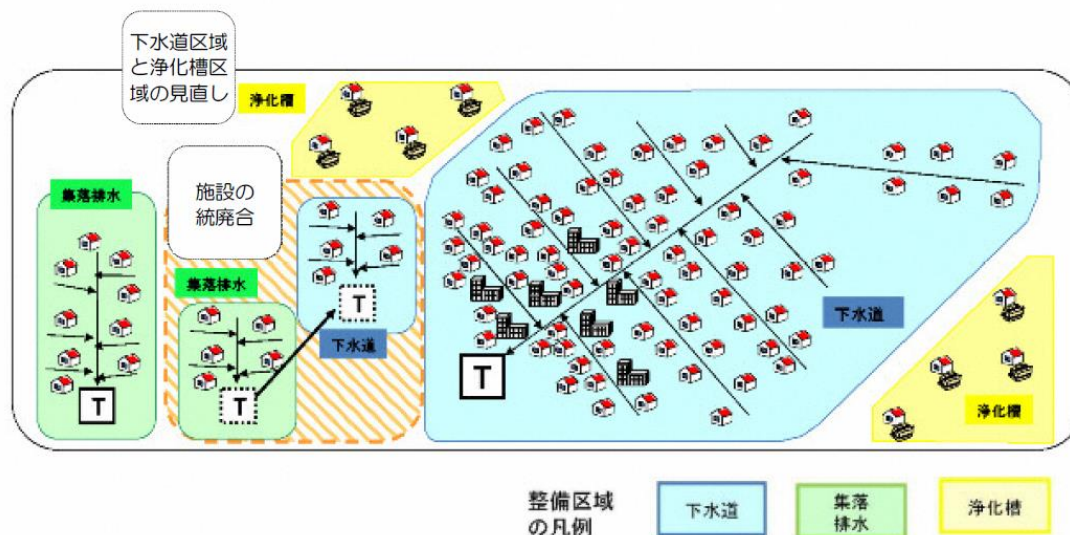 下水道区域
と浄化槽区
域の見直し
浄化槽
施設の
統廃合
集落排水
集落排水
T
下水道
T
T
T
下水道
浄化槽
整備区域
の凡例
下水道
集落
排水
浄化槽